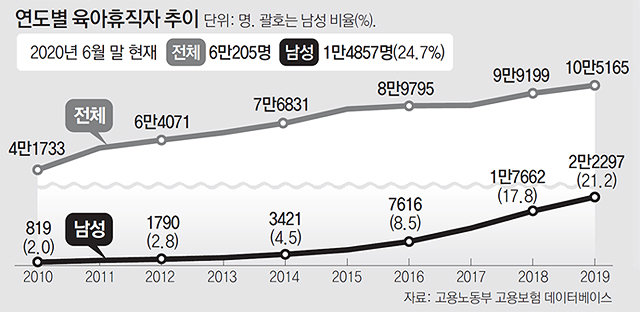 연도별 육아휴직자 추이 단위: 명. 괄호는 남성 비율(%).
2020년 6월 말 현재 전체 6만205명 남성 1만4857명(24.7%)
전체
4만1733
6만4071
7만6831
8만9795
9만9199
10만5165
남성
819
(2.0)
1790
(2.8)
3421
(4.5)
7616
(8.5)
1만7662
(17.8)
2만2297
(21.2)
2010 2011 2012 2013 2014 2015 2016 2017 2018 2019
자료: 고용노동부 고용보험 데이터베이스